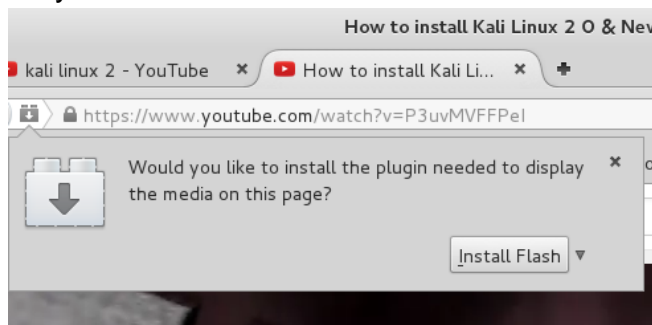 How to install Kali Linux 2 0 & Nev
kali linux 2 - YouTube
How to install Kali Li...
https://www.youtube.com/watch?v=P3uvMVFFPeI
Would you like to install the plugin needed to display
the media on this page?
Install Flash